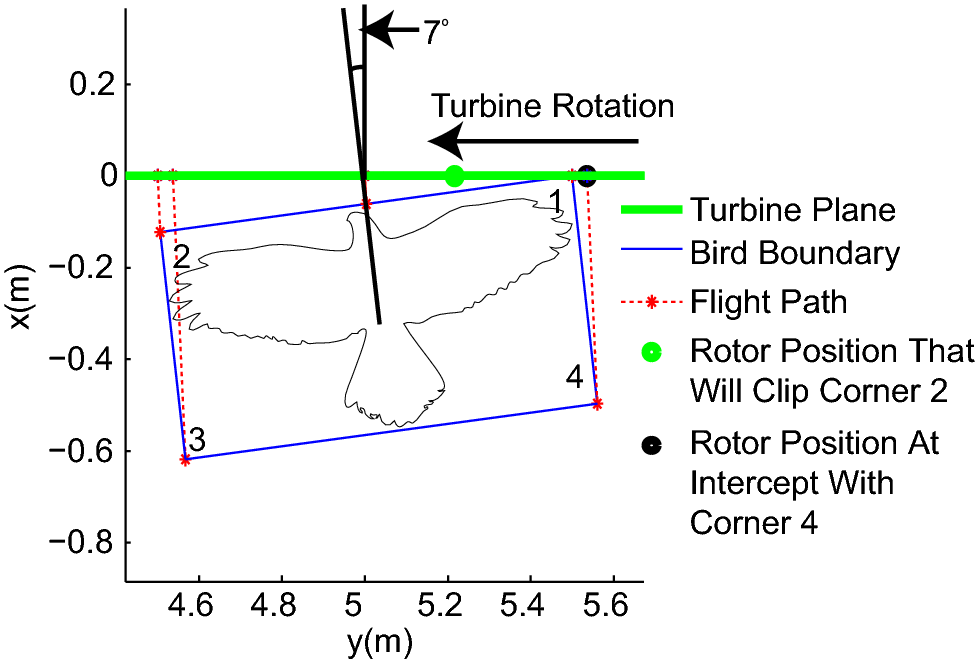 7°
0.2
Turbine Rotation
0
1
2
−0.2
x(m)
−0.4
4
3
−0.6
−0.8
4.6 4.8 5 5.2 5.4 5.6
y(m)
Turbine Plane
Bird Boundary
Flight Path
Rotor Position That
Will Clip Corner 2
Rotor Position At
Intercept With
Corner 4